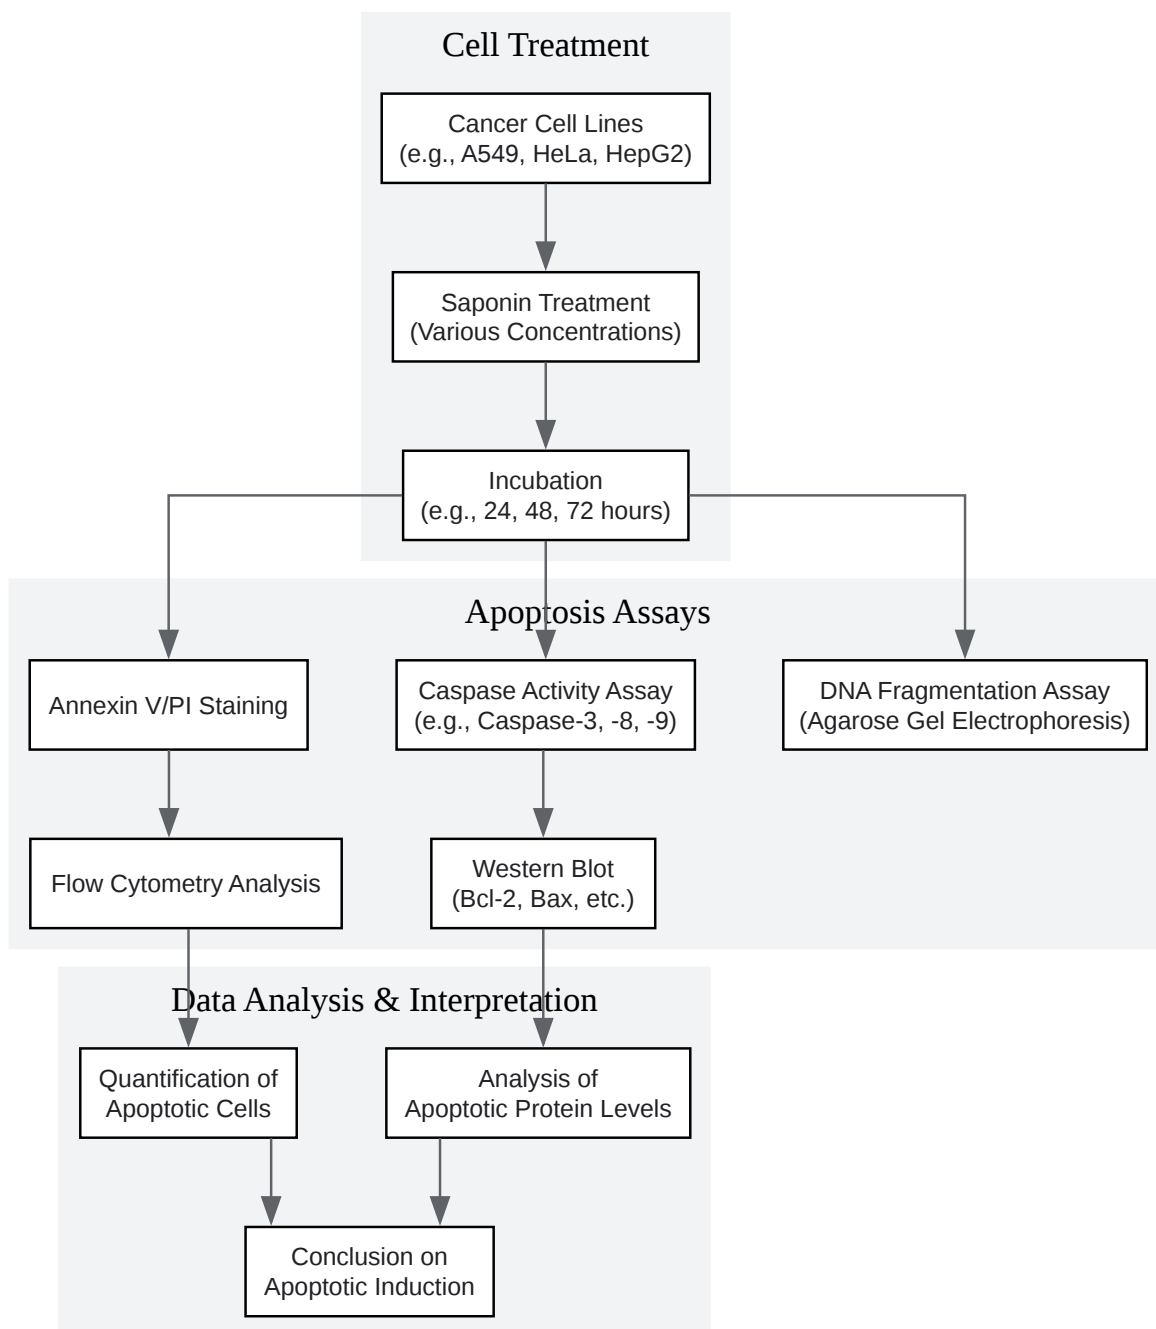 Cell Treatment
Cancer Cell Lines
(e.g., A549, HeLa, HepG2)
Saponin Treatment
(Various Concentrations)
Incubation
(e.g., 24, 48, 72 hours)
Apoptosis Assays
Annexin V/PI Staining
Caspase Activity Assay
(e.g., Caspase-3, -8, -9)
DNA Fragmentation Assay
(Agarose Gel Electrophoresis)
Flow Cytometry Analysis
Western Blot
(Bcl-2, Bax, etc.)
Data Analysis & Interpretation
Quantification of
Apoptotic Cells
Analysis of
Apoptotic Protein Levels
Conclusion on
Apoptotic Induction